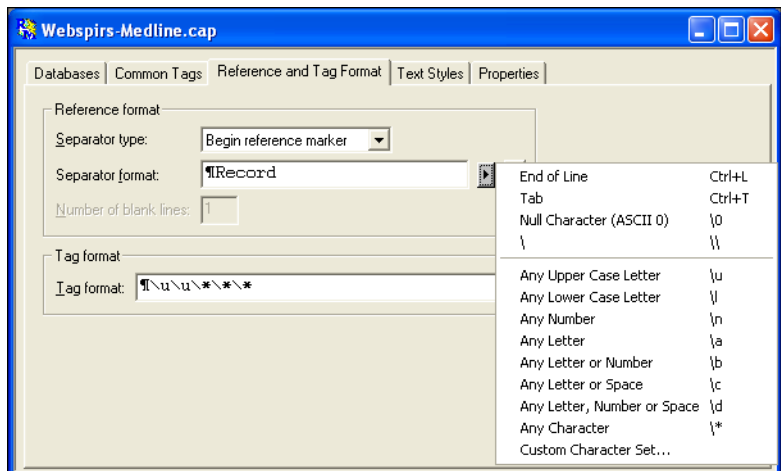 Webspirs-Medline.cap
Databases Common Tags Reference and Tag Format Text Styles Properties
Reference format
Separator type: Begin reference marker
Separator format: ¶Record
Number of blank lines: 1
Tag format
Tag format: ¶\u\u\*\*\*
End of Line Ctrl+L
Tab Ctrl+T
Null Character (ASCII 0) \0
\ \\
Any Upper Case Letter \u
Any Lower Case Letter \l
Any Number \n
Any Letter \a
Any Letter or Number \b
Any Letter or Space \c
Any Letter, Number or Space \d
Any Character \*
Custom Character Set...